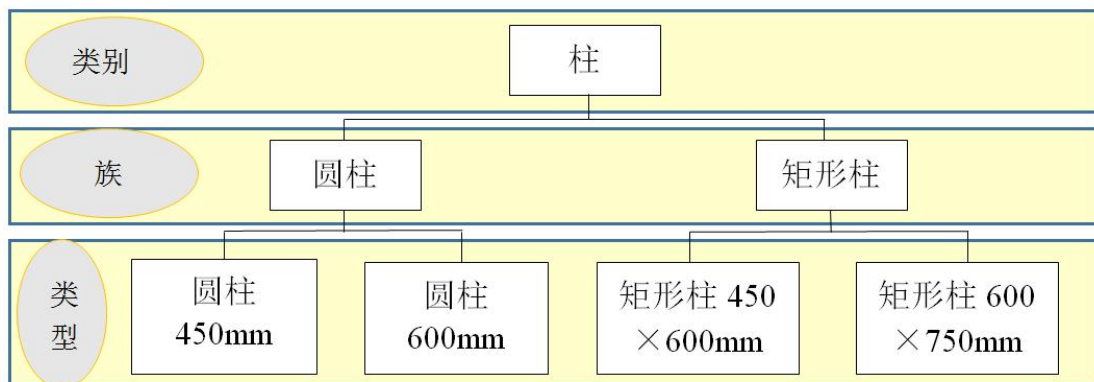 类别
柱
族
圆柱
矩形柱
类
型
圆柱
450mm
圆柱
600mm
矩形柱 450
×600mm
矩形柱 600
×750mm